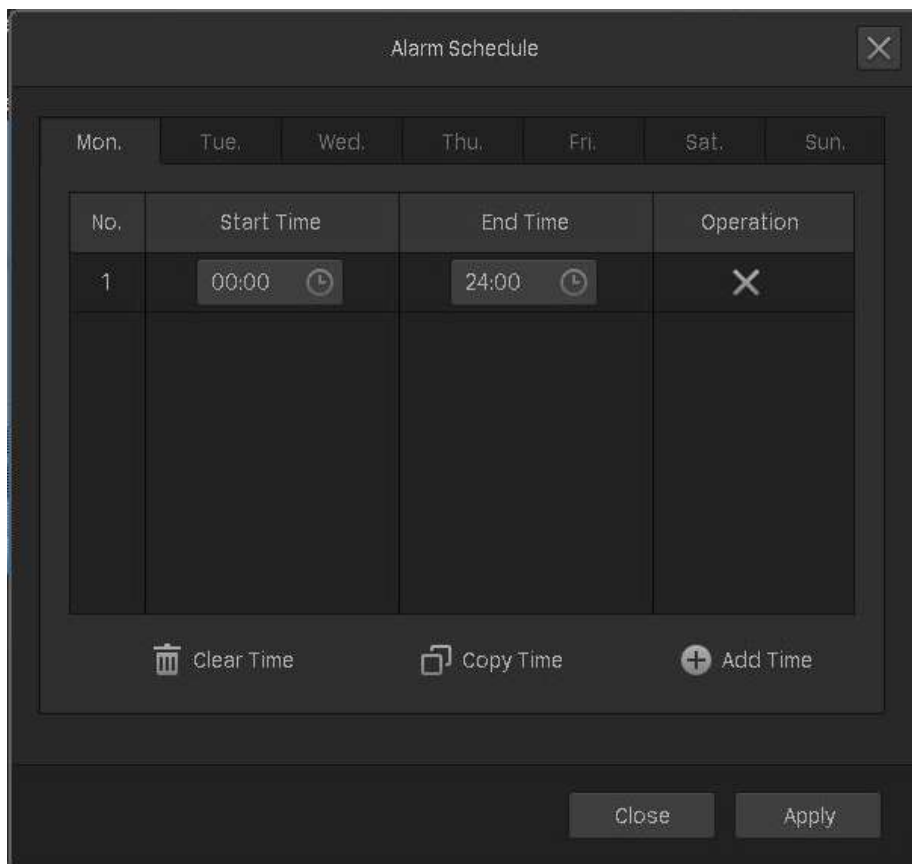 Alarm Schedule
Mon. Tue. Wed. Thu. Fri. Sat. Sun.
No. Start Time End Time Operation
1 00:00 24:00
Clear Time Copy Time Add Time
Close Apply